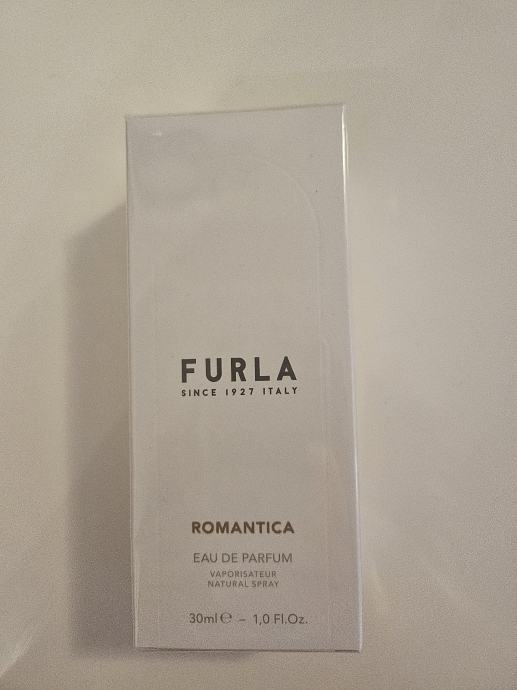 FURLA
SINCE 1927 ITALY
ROMANTICA
EAU DE PARFUM
VAPORISATEUR
NATURAL SPRAY
30ml ℮ – 1,0 Fl.Oz.